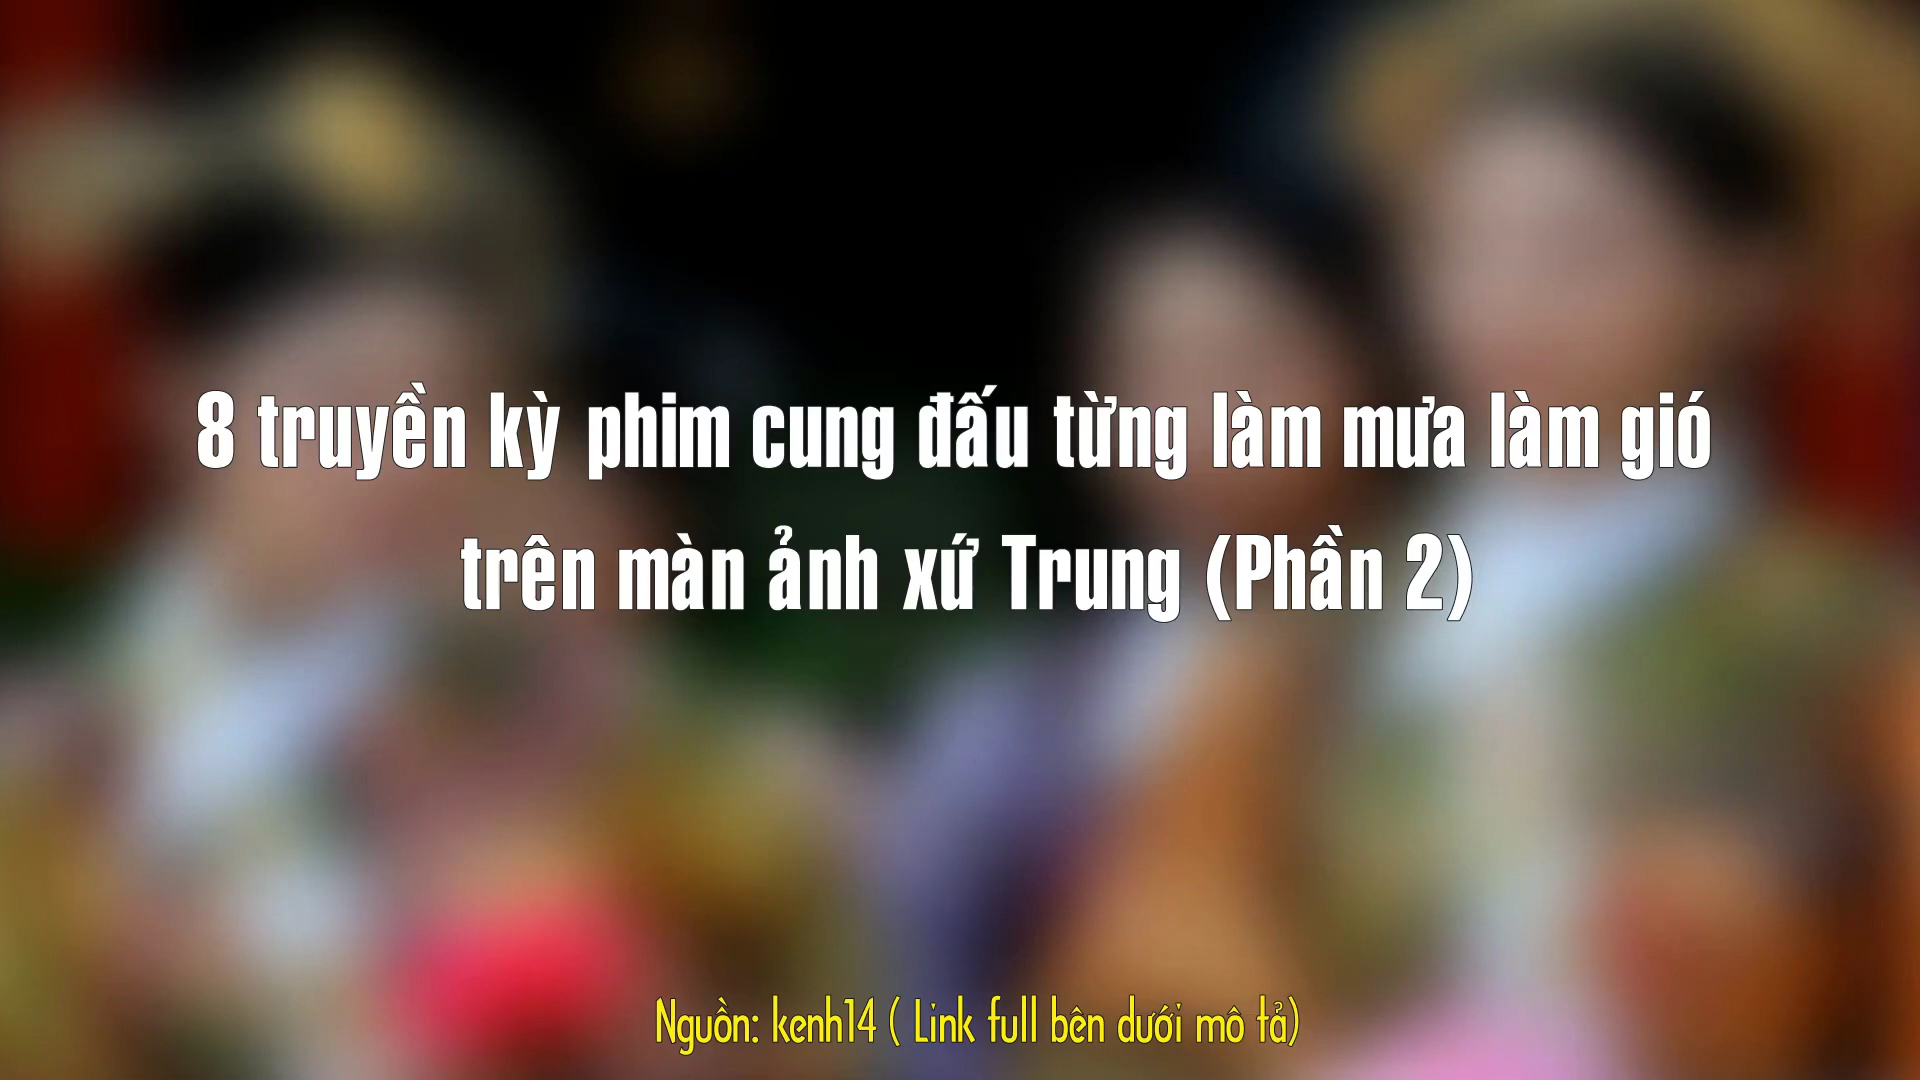 8 truyền kỳ phim cung đấu từng làm mưa làm gió
trên màn ảnh xứ Trung (Phần 2)
Nguồn: kenh14 ( Link full bên dưới mô tả)